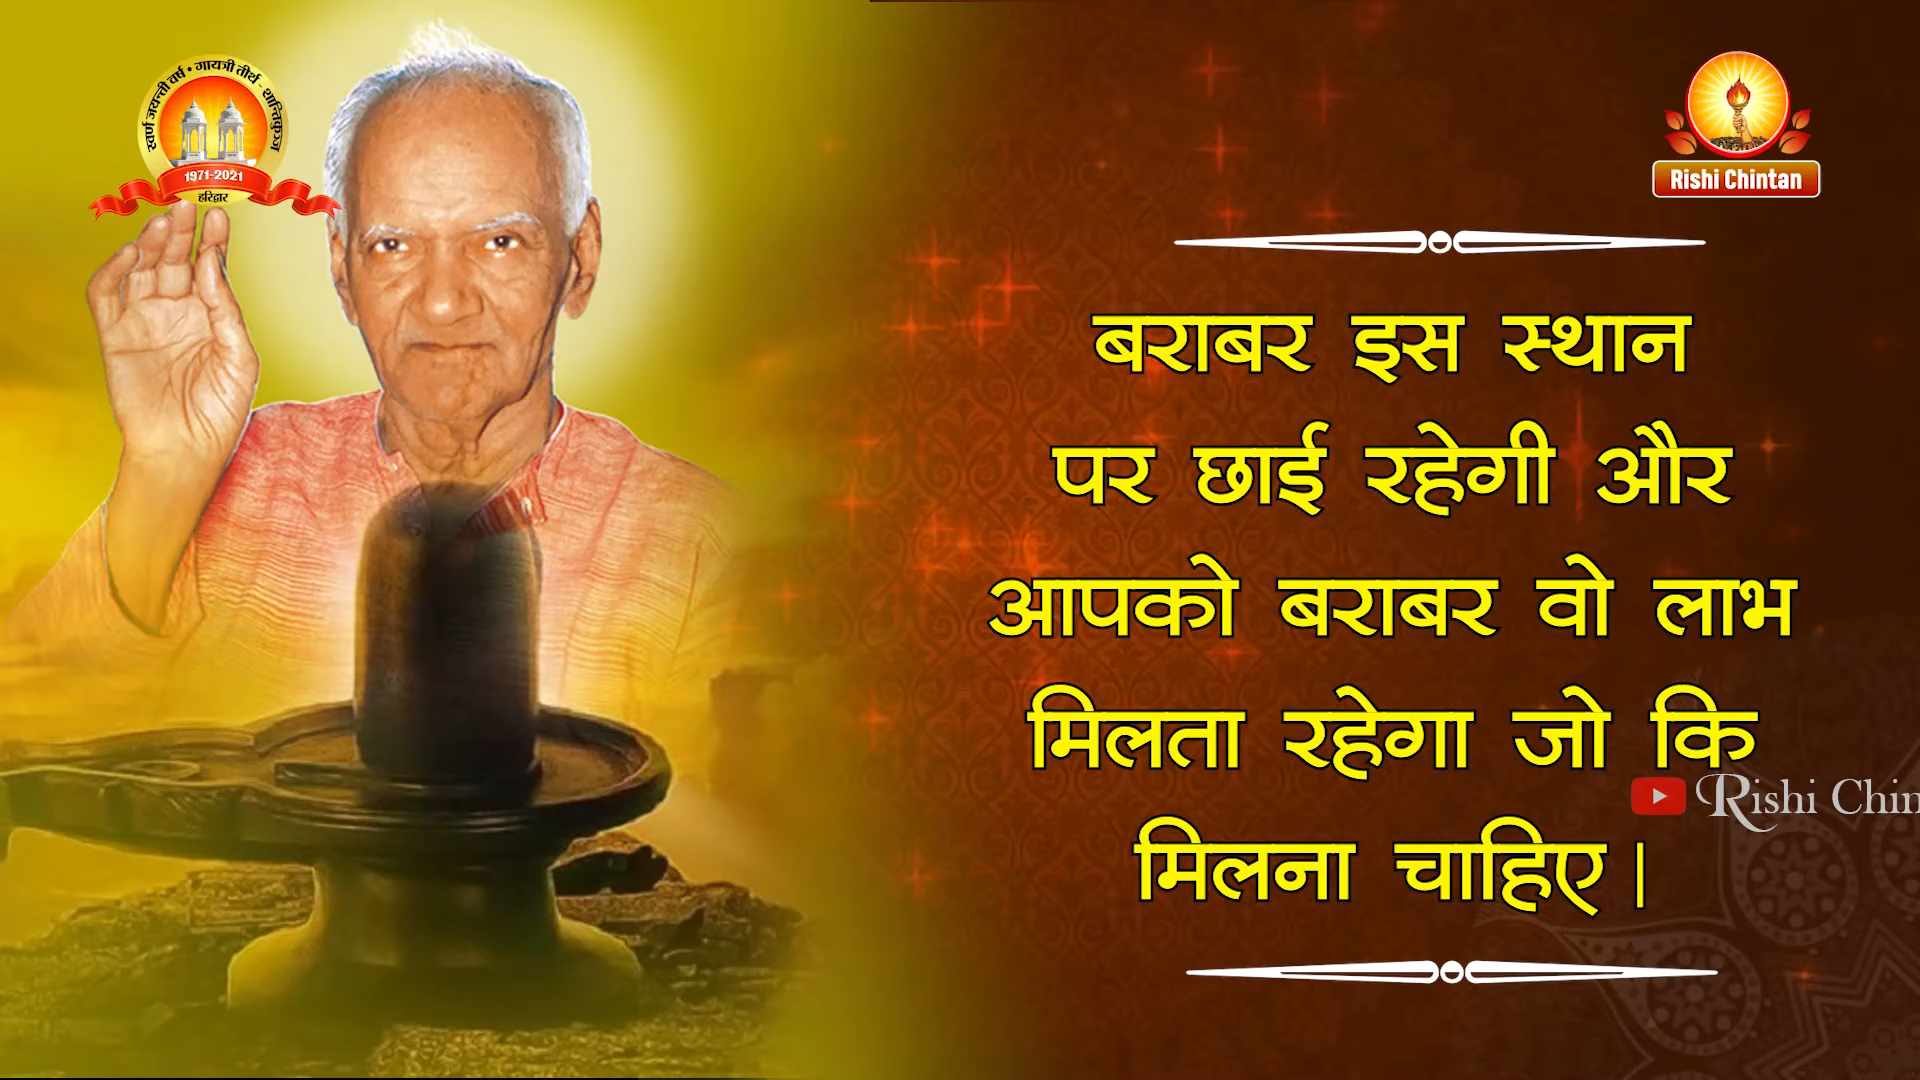 स्वर्ण जयन्ती वर्ष • गायत्री तीर्थ - शान्तिकुञ्ज
1971-2021
हरिद्वार
Rishi Chintan
बराबर इस स्थान
पर छाई रहेगी और
आपको बराबर वो लाभ
मिलता रहेगा जो कि
Rishi Chin
मिलना चाहिए।